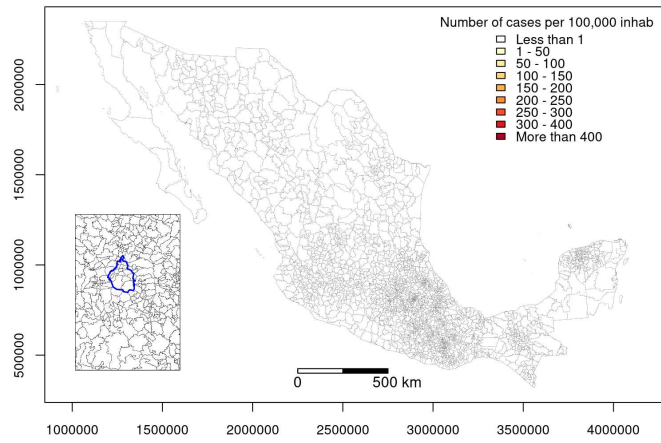 Number of cases per 100,000 inhab
Less than 1
1 - 50
50 - 100
100 - 150
150 - 200
200 - 250
250 - 300
300 - 400
More than 400
2000000
1500000
1000000
500000
0 500 km
1000000 1500000 2000000 2500000 3000000 3500000 4000000